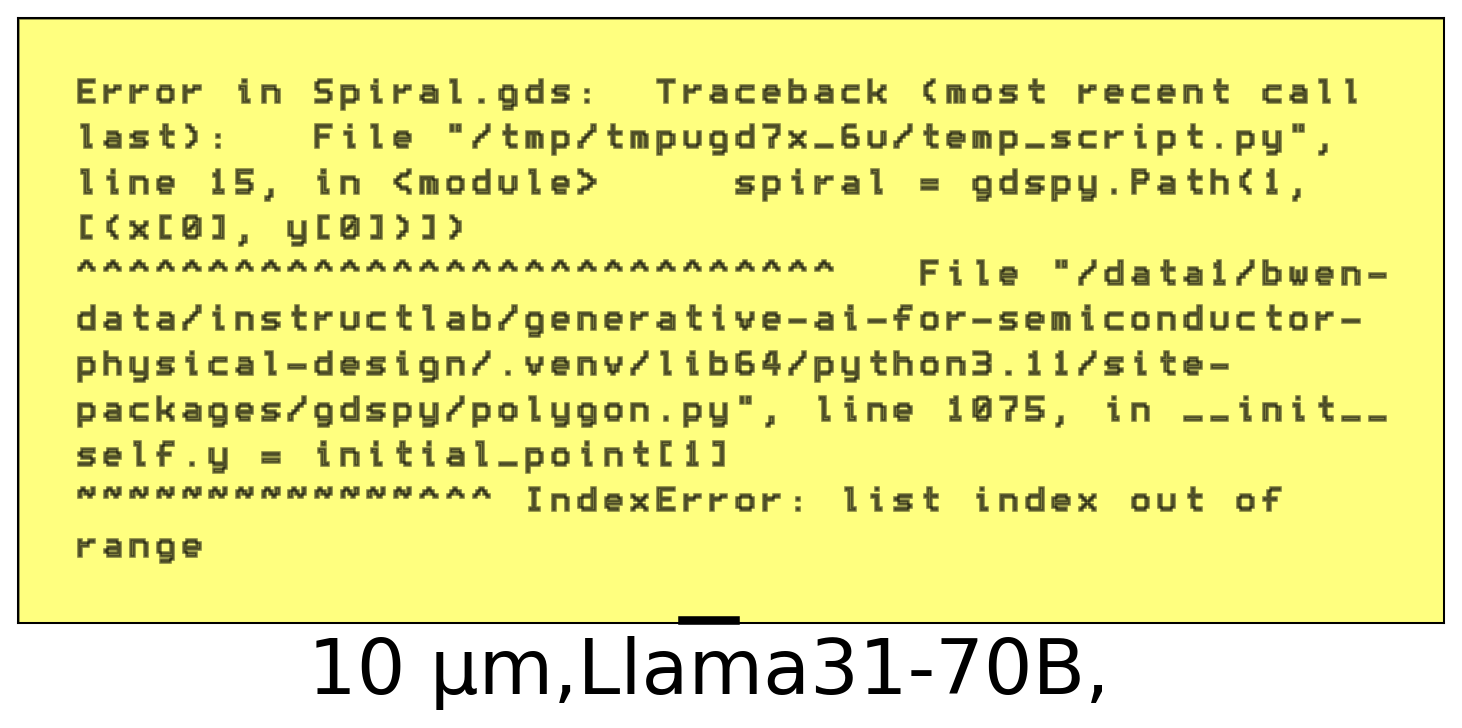 Error in Spiral.gds:  Traceback (most recent call
last):   File "/tmp/tmpugd7x_6u/temp_script.py",
line 15, in <module>     spiral = gdspy.Path(1,
[(x[0], y[0])])
^^^^^^^^^^^^^^^^^^^^^^^^^^^^^   File "/data1/bwen-
data/instructlab/generative-ai-for-semiconductor-
physical-design/.venv/lib64/python3.11/site-
packages/gdspy/polygon.py", line 1075, in __init__
self.y = initial_point[1]
~~~~~~~~~~~~~^^^ IndexError: list index out of
range
10 µm,Llama31-70B,